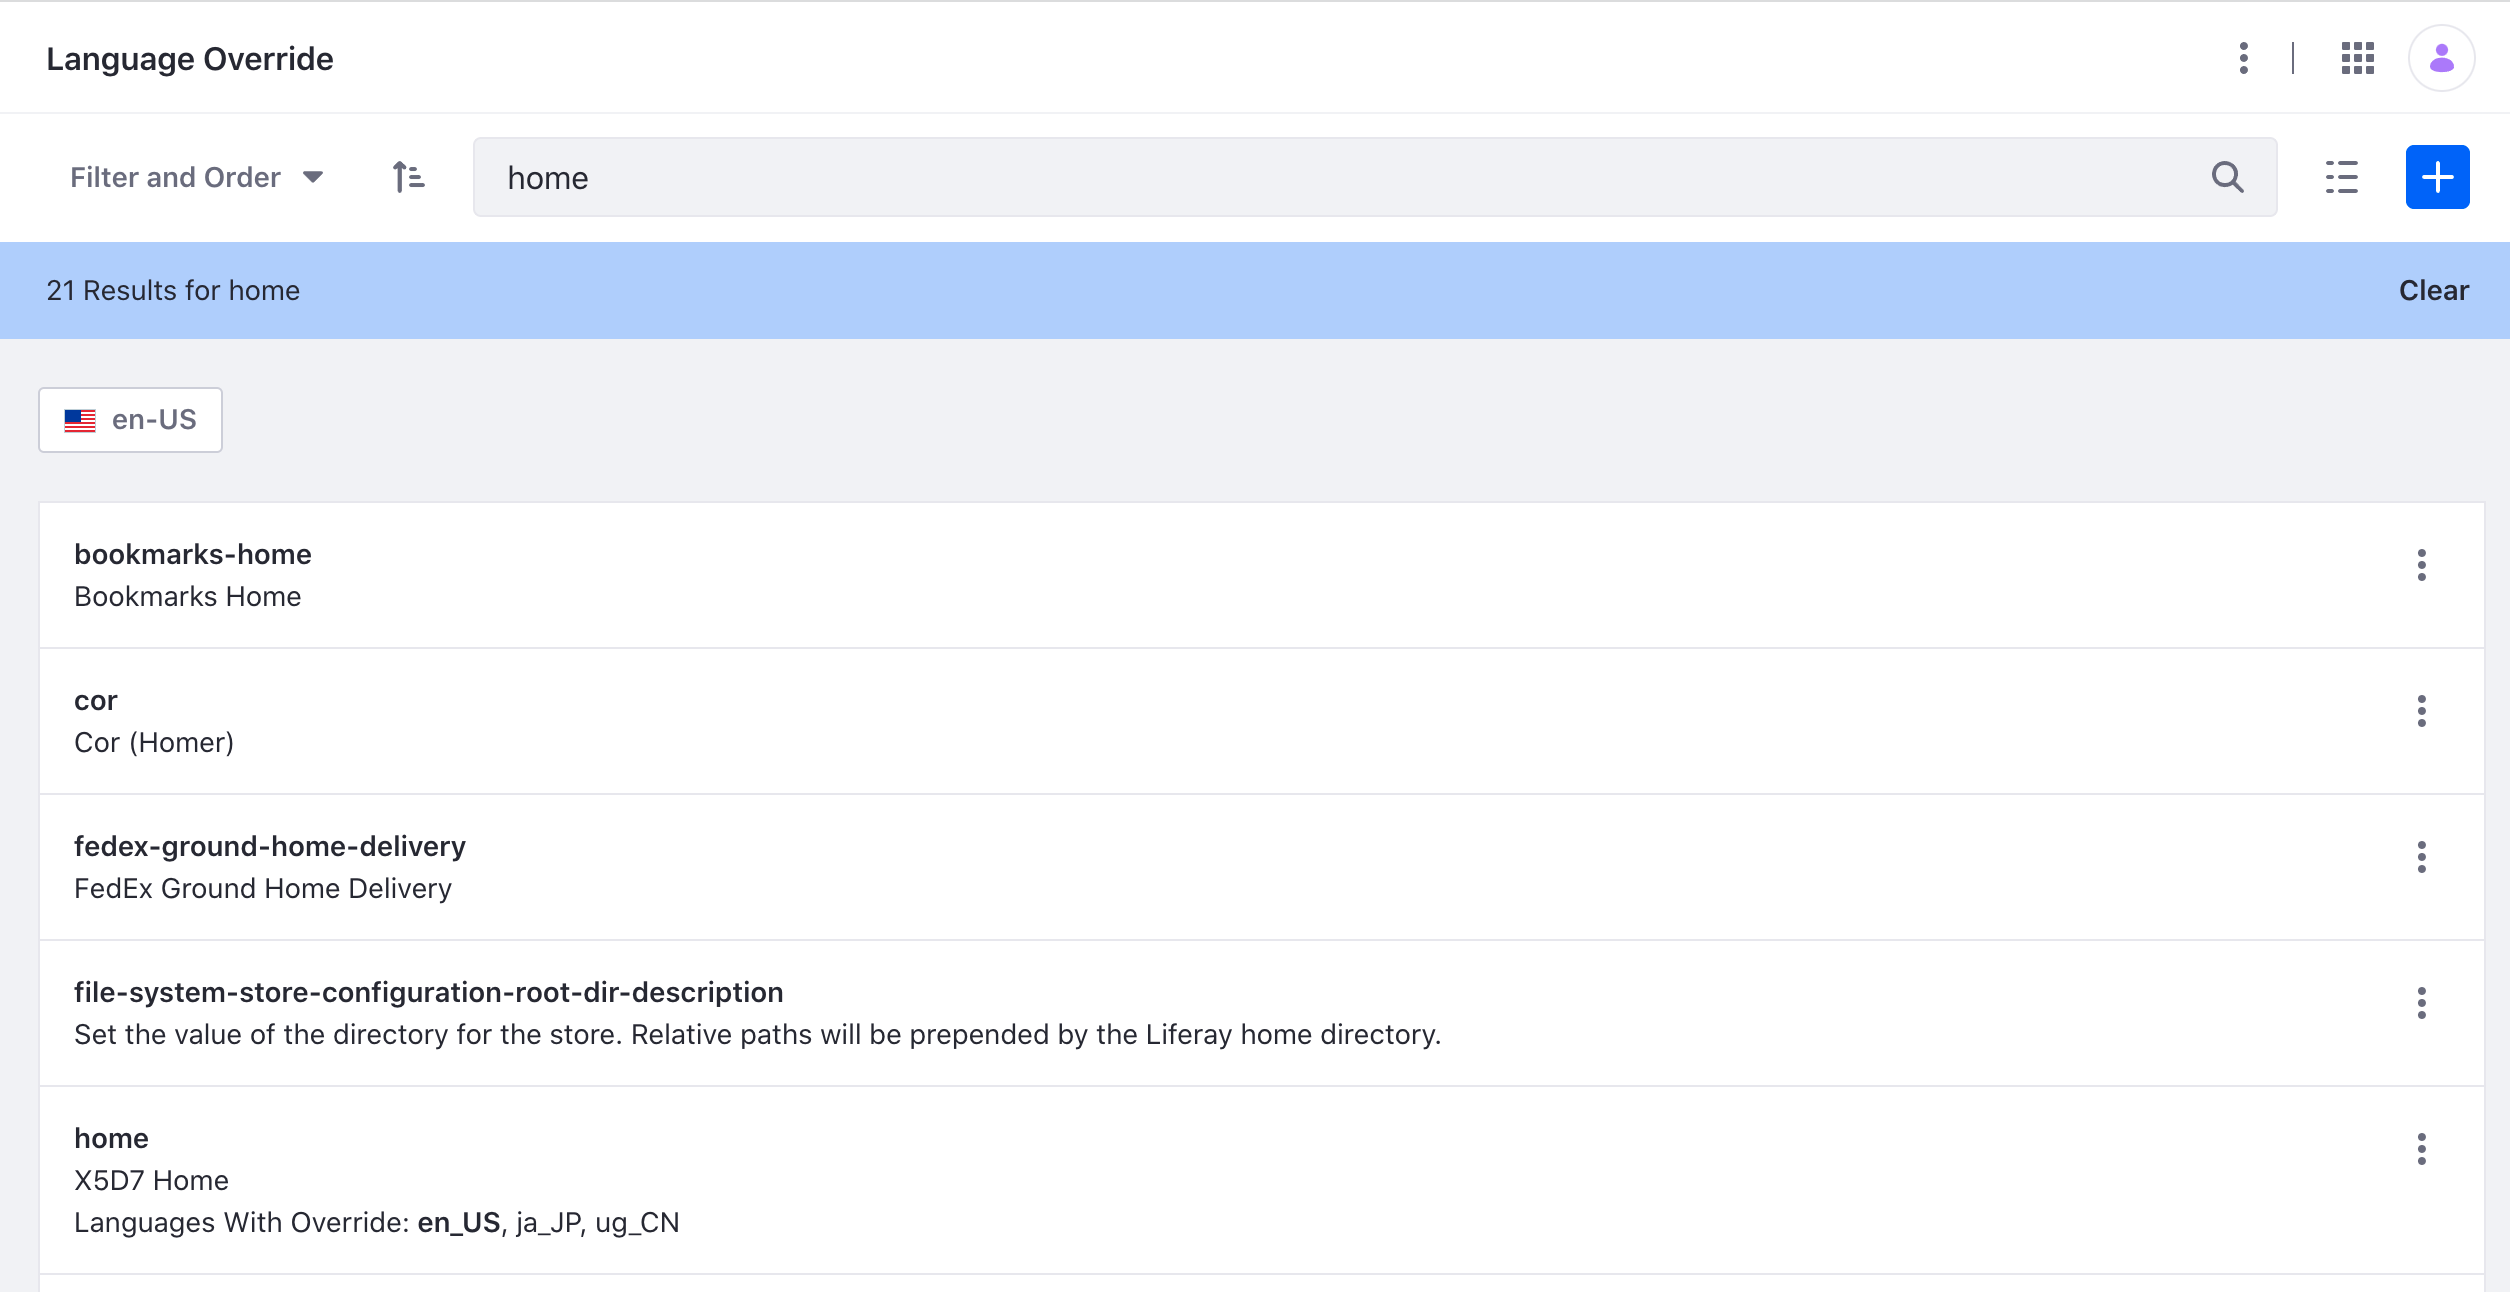 Language Override
Filter and Order
home
21 Results for home
Clear
en-US
bookmarks-home
Bookmarks Home
cor
Cor (Homer)
fedex-ground-home-delivery
FedEx Ground Home Delivery
file-system-store-configuration-root-dir-description
Set the value of the directory for the store. Relative paths will be prepended by the Liferay home directory.
home
X5D7 Home
Languages With Override: en_US, ja_JP, ug_CN